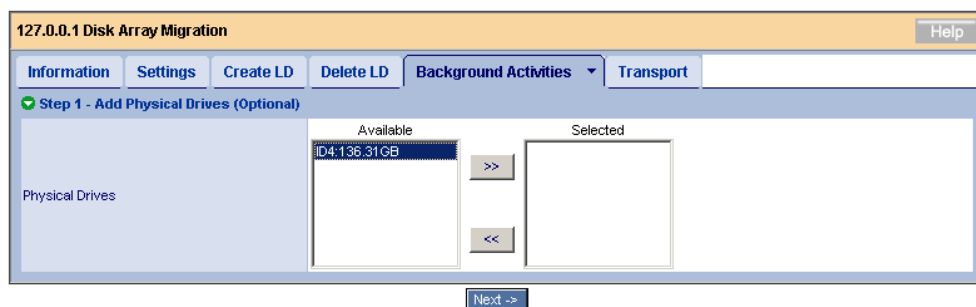 127.0.0.1 Disk Array Migration Help
Information Settings Create LD Delete LD Background Activities Transport
Step 1 - Add Physical Drives (Optional)
Available Selected
ID4:136.31GB
>>
Physical Drives
<<
Next ->